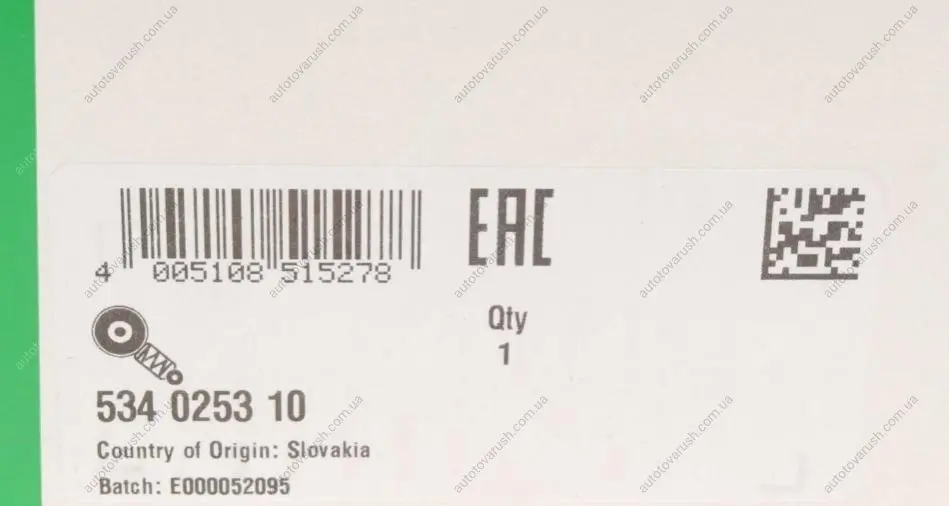 4 005108 515278
EAC
Qty
1
534 0253 10
Country of Origin: Slovakia
Batch: E000052095
autotovarush.com.ua